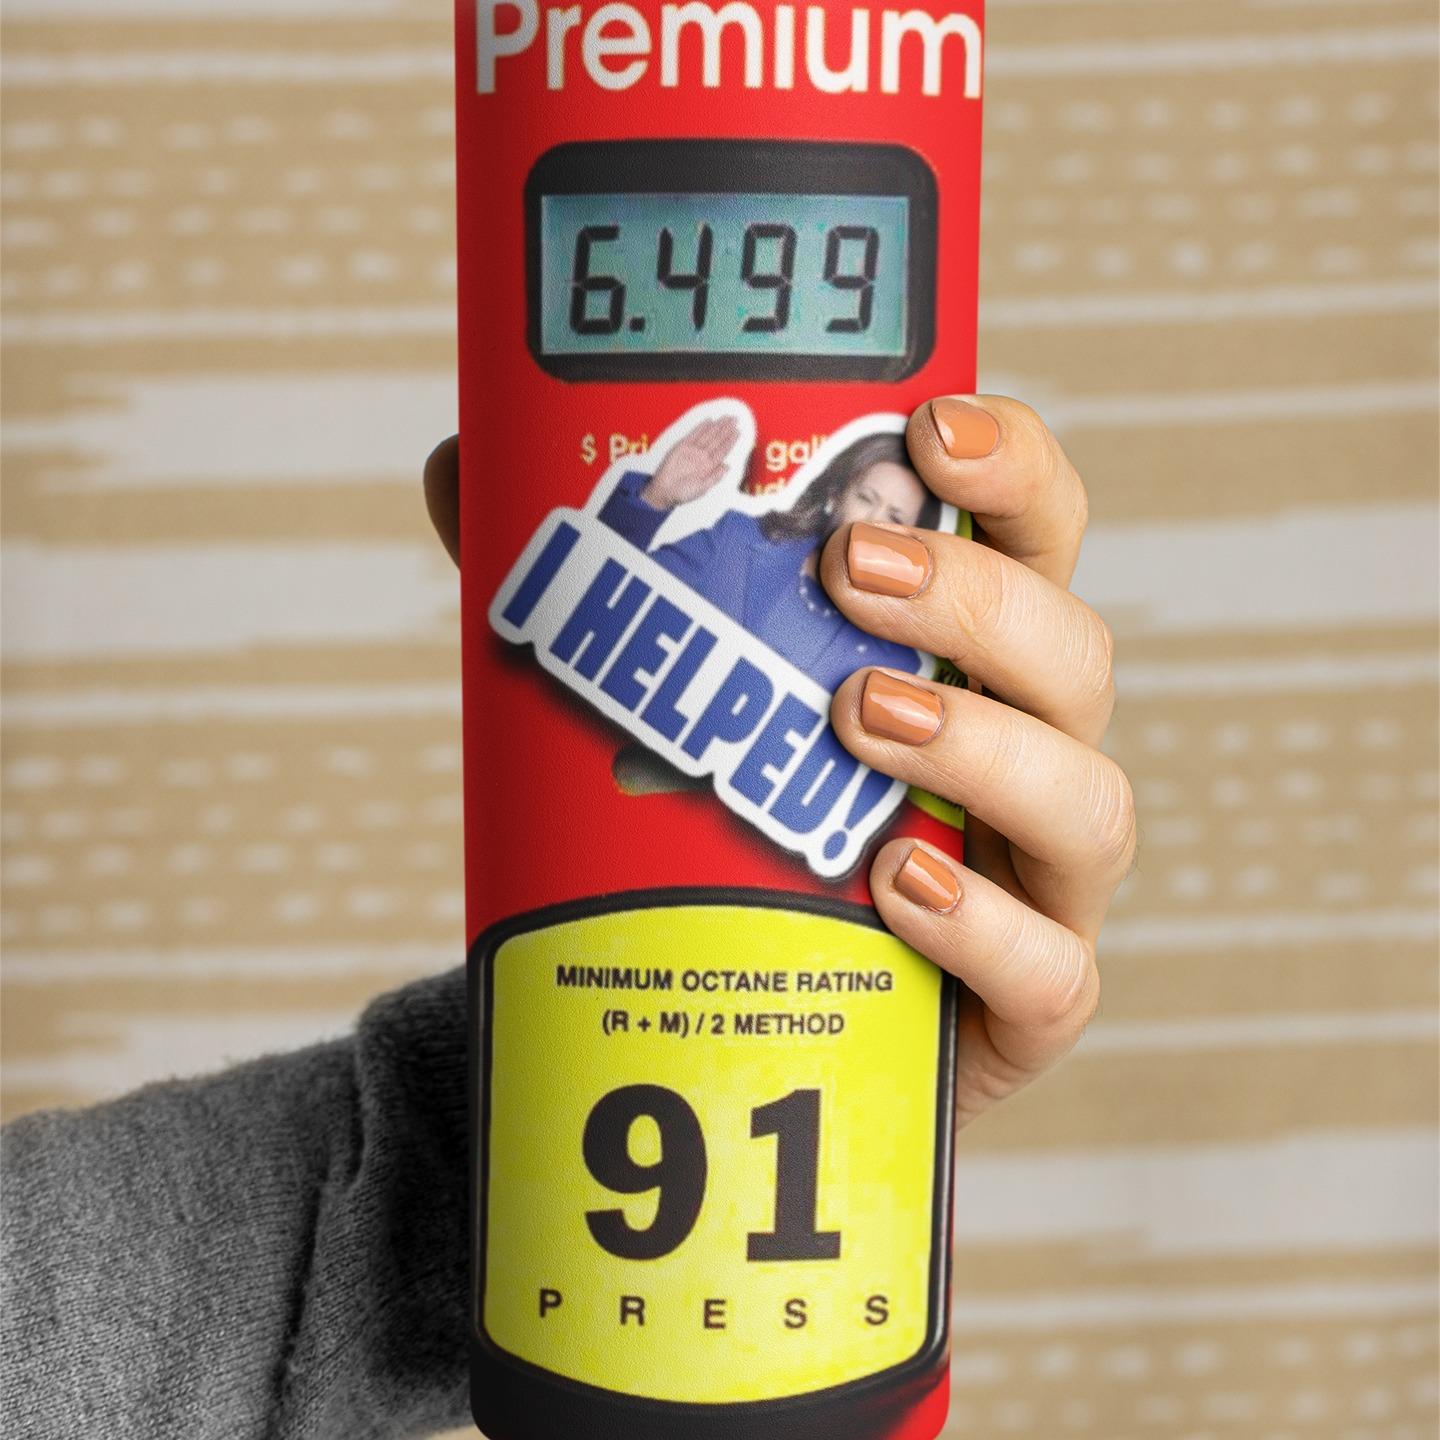 Premium
6.499
$
I HELPED!
MINIMUM OCTANE RATING
(R + M) / 2 METHOD
91
PRESS